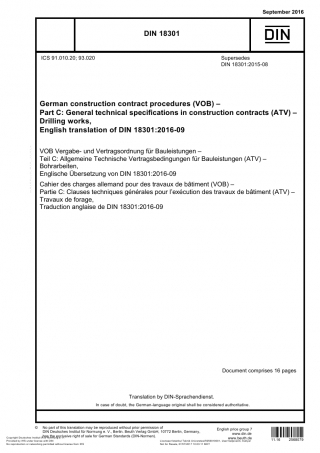 September 2016
DIN 18301
DIN
ICS 91.010.20; 93.020
Supersedes
DIN 18301:2015-08
German construction contract procedures (VOB) –
Part C: General technical specifications in construction contracts (ATV) –
Drilling works,
English translation of DIN 18301:2016-09
VOB Vergabe- und Vertragsordnung für Bauleistungen –
Teil C: Allgemeine Technische Vertragsbedingungen für Bauleistungen (ATV) –
Bohrarbeiten,
Englische Übersetzung von DIN 18301:2016-09
Cahier des charges allemand pour des travaux de bâtiment (VOB) –
Partie C: Clauses techniques générales pour l'exécution des travaux de bâtiment (ATV) –
Travaux de forage,
Traduction anglaise de DIN 18301:2016-09
Document comprises 16 pages
Translation by DIN-Sprachendienst.
In case of doubt, the German-language original shall be considered authoritative.
No part of this translation may be reproduced without prior permission of
DIN Deutsches Institut für Normung e. V., Berlin. Beuth Verlag GmbH, 10772 Berlin, Germany,
has the exclusive right of sale for German Standards (DIN-Normen).
English price group 7
www.din.de
www.beuth.de